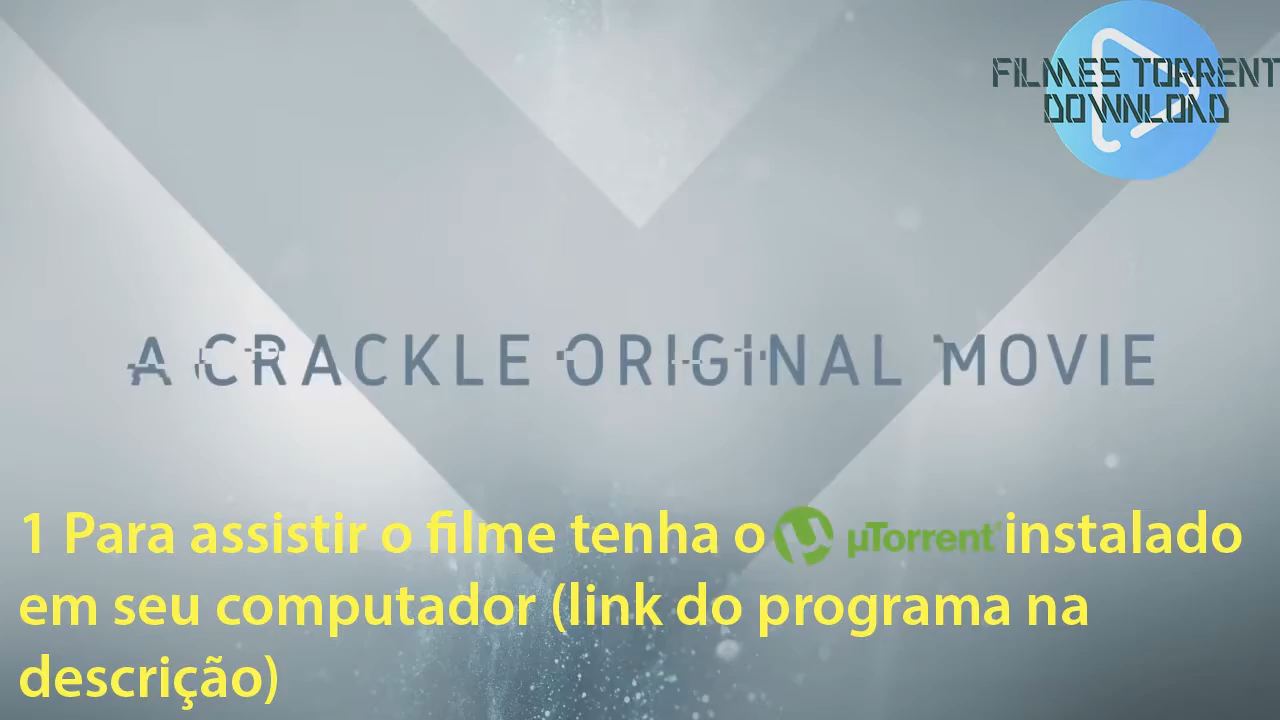 FILMES TORRENT
DOWNLOAD
A CRACKLE ORIGINAL MOVIE
1 Para assistir o filme tenha o µTorrent® instalado
em seu computador (link do programa na
descrição)